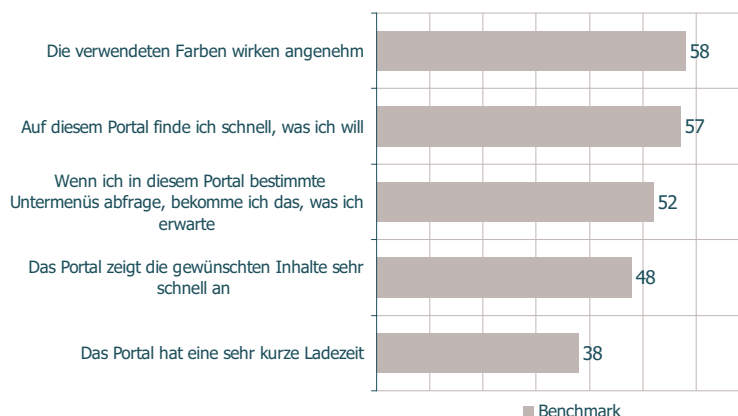 Die verwendeten Farben wirken angenehm
58
Auf diesem Portal finde ich schnell, was ich will
57
Wenn ich in diesem Portal bestimmte
Untermenüs abfrage, bekomme ich das, was ich
erwarte
52
Das Portal zeigt die gewünschten Inhalte sehr
schnell an
48
Das Portal hat eine sehr kurze Ladezeit
38
Benchmark